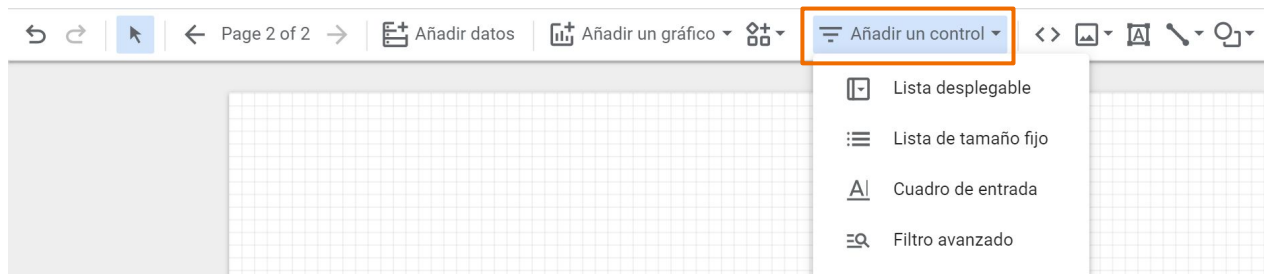 Page 2 of 2 Añadir datos Añadir un gráfico Añadir un control
Lista desplegable
Lista de tamaño fijo
Cuadro de entrada
Filtro avanzado